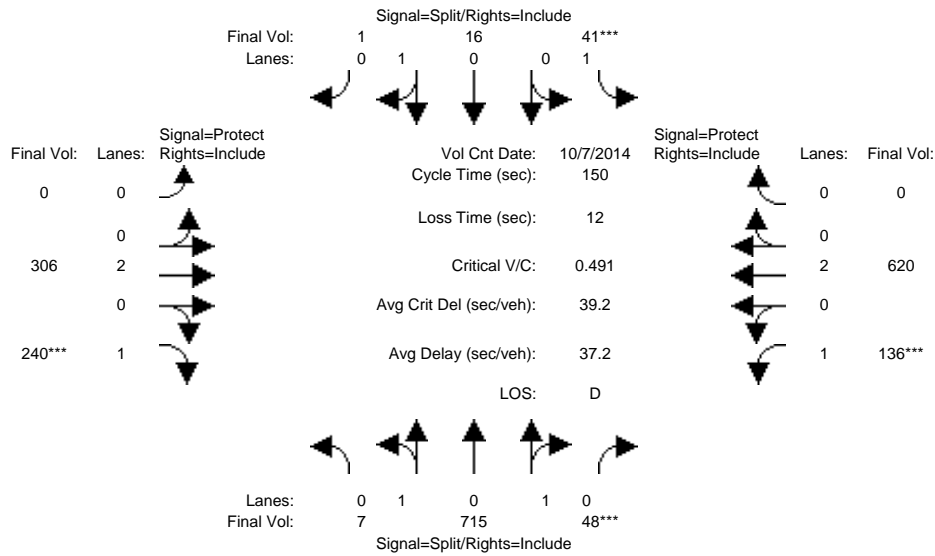 Signal=Split/Rights=Include
Final Vol: 1 16 41***
Lanes: 0 1 0 0 1
Signal=Protect Signal=Protect
Final Vol: Lanes: Rights=Include Vol Cnt Date: 10/7/2014 Rights=Include Lanes: Final Vol:
Cycle Time (sec): 150
0 0 0 0
Loss Time (sec): 12
0 0
306 2 Critical V/C: 0.491 2 620
0 Avg Crit Del (sec/veh): 39.2 0
240*** 1 Avg Delay (sec/veh): 37.2 1 136***
LOS: D
Lanes: 0 1 0 1 0
Final Vol: 7 715 48***
Signal=Split/Rights=Include